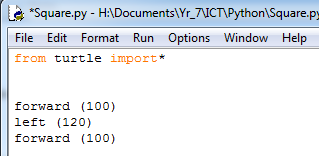 *Square.py - H:\Documents\Yr_7\ICT\Python\Square.py
File Edit Format Run Options Window Help
from turtle import*
forward (100)
left (120)
forward (100)